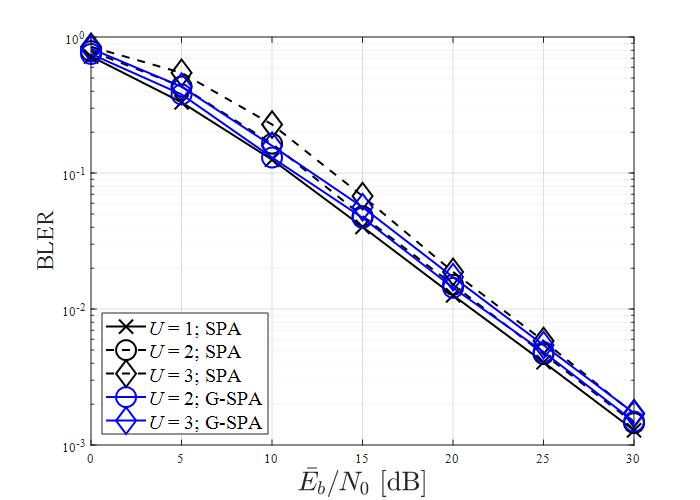 10^0
10^-1
10^-2
10^-3
BLER
U = 1; SPA
U = 2; SPA
U = 3; SPA
U = 2; G-SPA
U = 3; G-SPA
0 5 10 15 20 25 30
Ē_b/N_0 [dB]